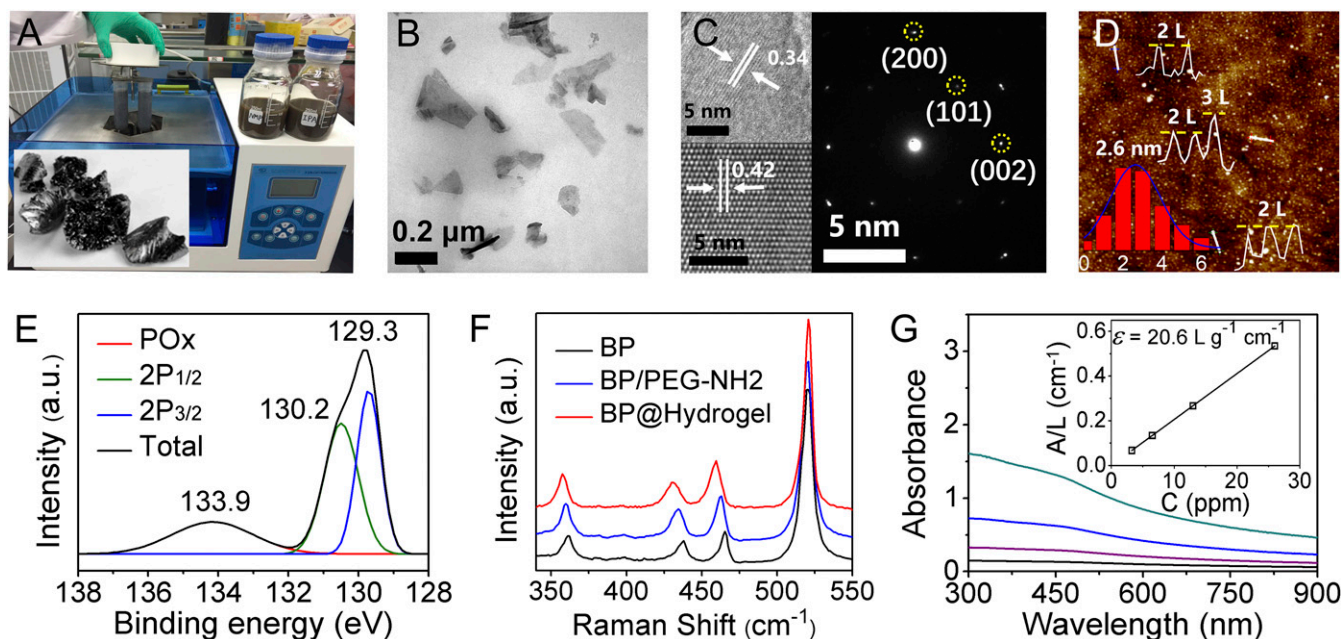 A
NMP
IPA
B
0.2 μm
C
0.34
5 nm
0.42
5 nm
(200)
(101)
(002)
5 nm
D
2 L
3 L
2 L
2.6 nm
2 L
0 2 4 6
E
POx
2P1/2
2P3/2
Total
129.3
130.2
133.9
Intensity (a.u.)
138 136 134 132 130 128
Binding energy (eV)
F
BP
BP/PEG-NH2
BP@Hydrogel
Intensity (a.u.)
350 400 450 500 550
Raman Shift (cm-1)
G
3
2
1
0
Absorbance
300 450 600 750 900
Wavelength (nm)
ε = 20.6 L g-1 cm-1
0.6
0.4
0.2
0.0
A/L (cm-1)
0 10 20 30
C (ppm)